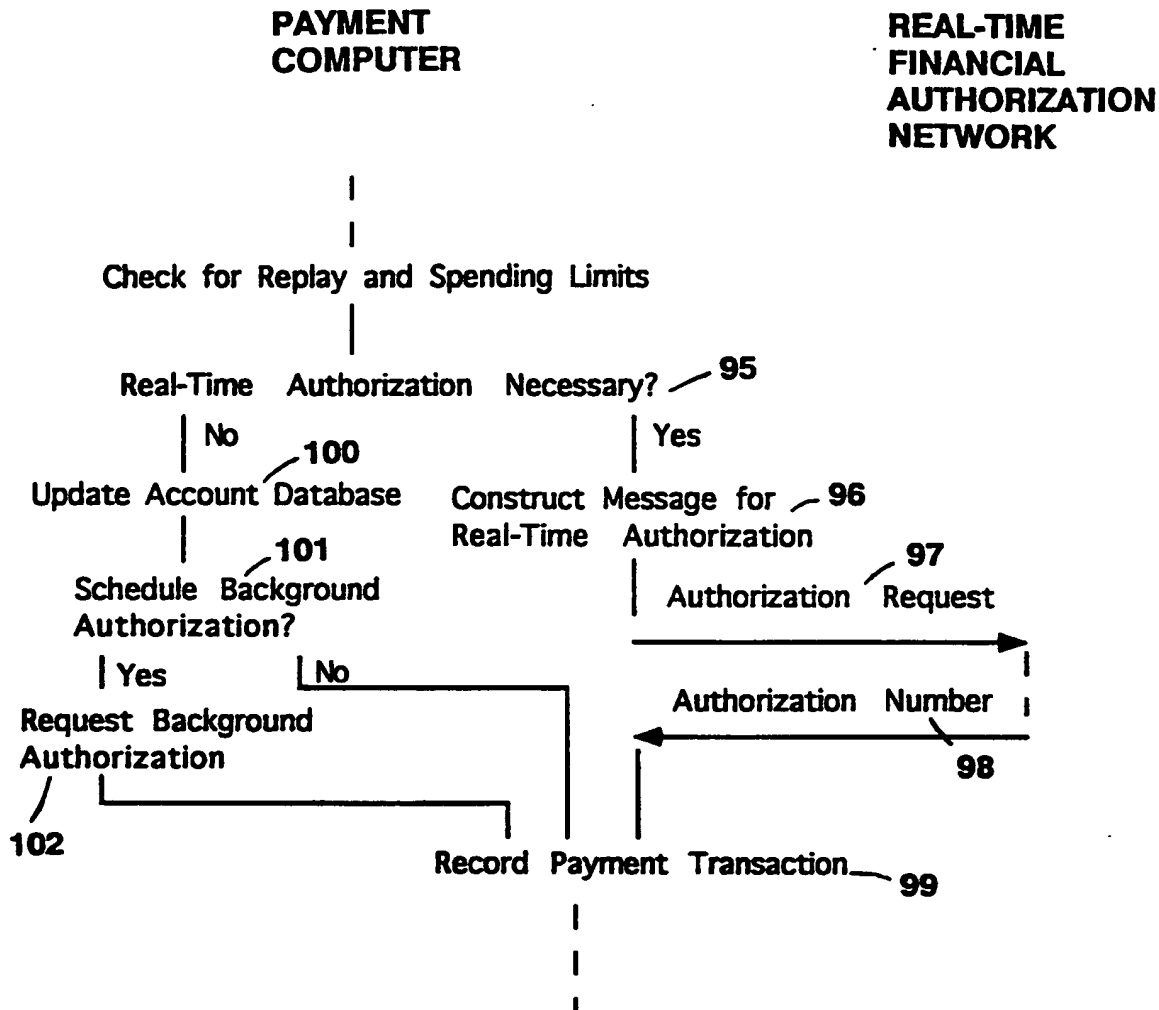 PAYMENT
COMPUTER
REAL-TIME
FINANCIAL
AUTHORIZATION
NETWORK
Check for Replay and Spending Limits
Real-Time Authorization Necessary? 95
No
Yes
100
Update Account Database
Construct Message for 96
Real-Time Authorization
101
Schedule Background
Authorization?
97
Authorization Request
Yes
No
Authorization Number
98
Request Background
Authorization
102
Record Payment Transaction 99